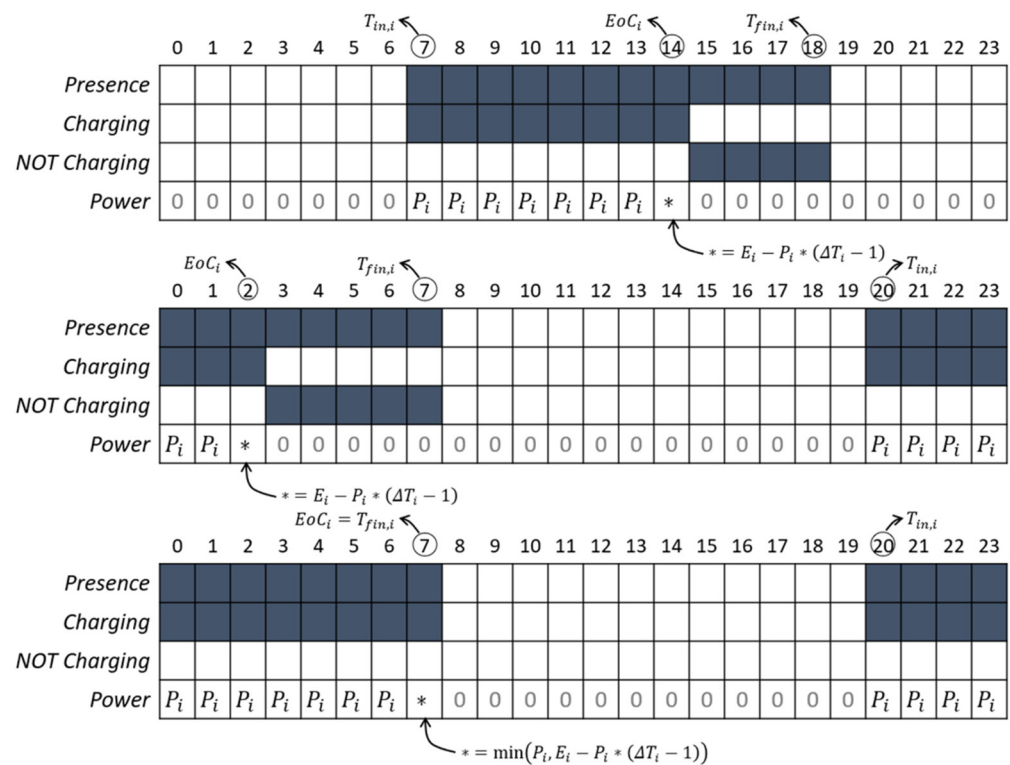 T_{in,i} EoC_i T_{fin,i}
0 1 2 3 4 5 6 7 8 9 10 11 12 13 14 15 16 17 18 19 20 21 22 23
Presence
Charging
NOT Charging
Power 0 0 0 0 0 0 0 P_i P_i P_i P_i P_i P_i P_i * 0 0 0 0 0 0 0 0 0
* = E_i − P_i * (ΔT_i − 1)
EoC_i T_{fin,i} T_{in,i}
0 1 2 3 4 5 6 7 8 9 10 11 12 13 14 15 16 17 18 19 20 21 22 23
Presence
Charging
NOT Charging
Power P_i P_i * 0 0 0 0 0 0 0 0 0 0 0 0 0 0 0 0 0 P_i P_i P_i P_i
* = E_i − P_i * (ΔT_i − 1)
EoC_i = T_{fin,i} T_{in,i}
0 1 2 3 4 5 6 7 8 9 10 11 12 13 14 15 16 17 18 19 20 21 22 23
Presence
Charging
NOT Charging
Power P_i P_i P_i P_i P_i P_i P_i * 0 0 0 0 0 0 0 0 0 0 0 0 P_i P_i P_i P_i
* = min(P_i, E_i − P_i * (ΔT_i − 1))